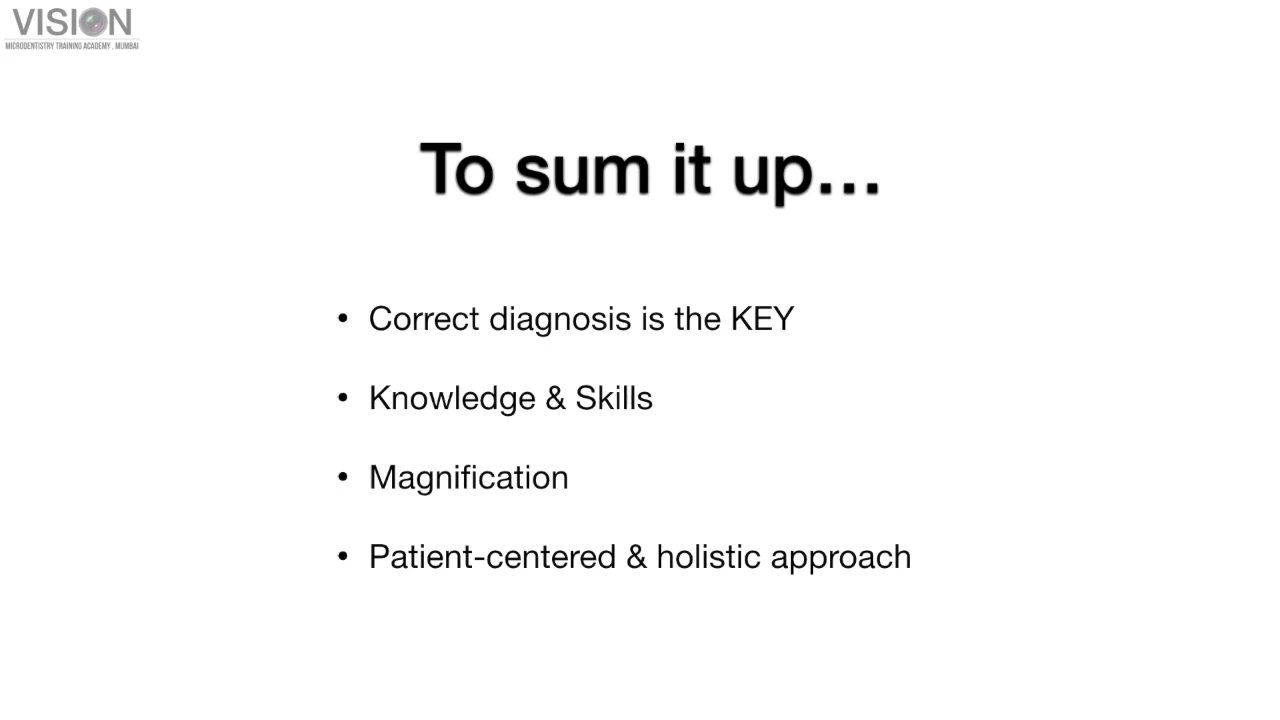 VISION
MICRODENTISTRY TRAINING ACADEMY , MUMBAI
To sum it up...
• Correct diagnosis is the KEY
• Knowledge & Skills
• Magnification
• Patient-centered & holistic approach